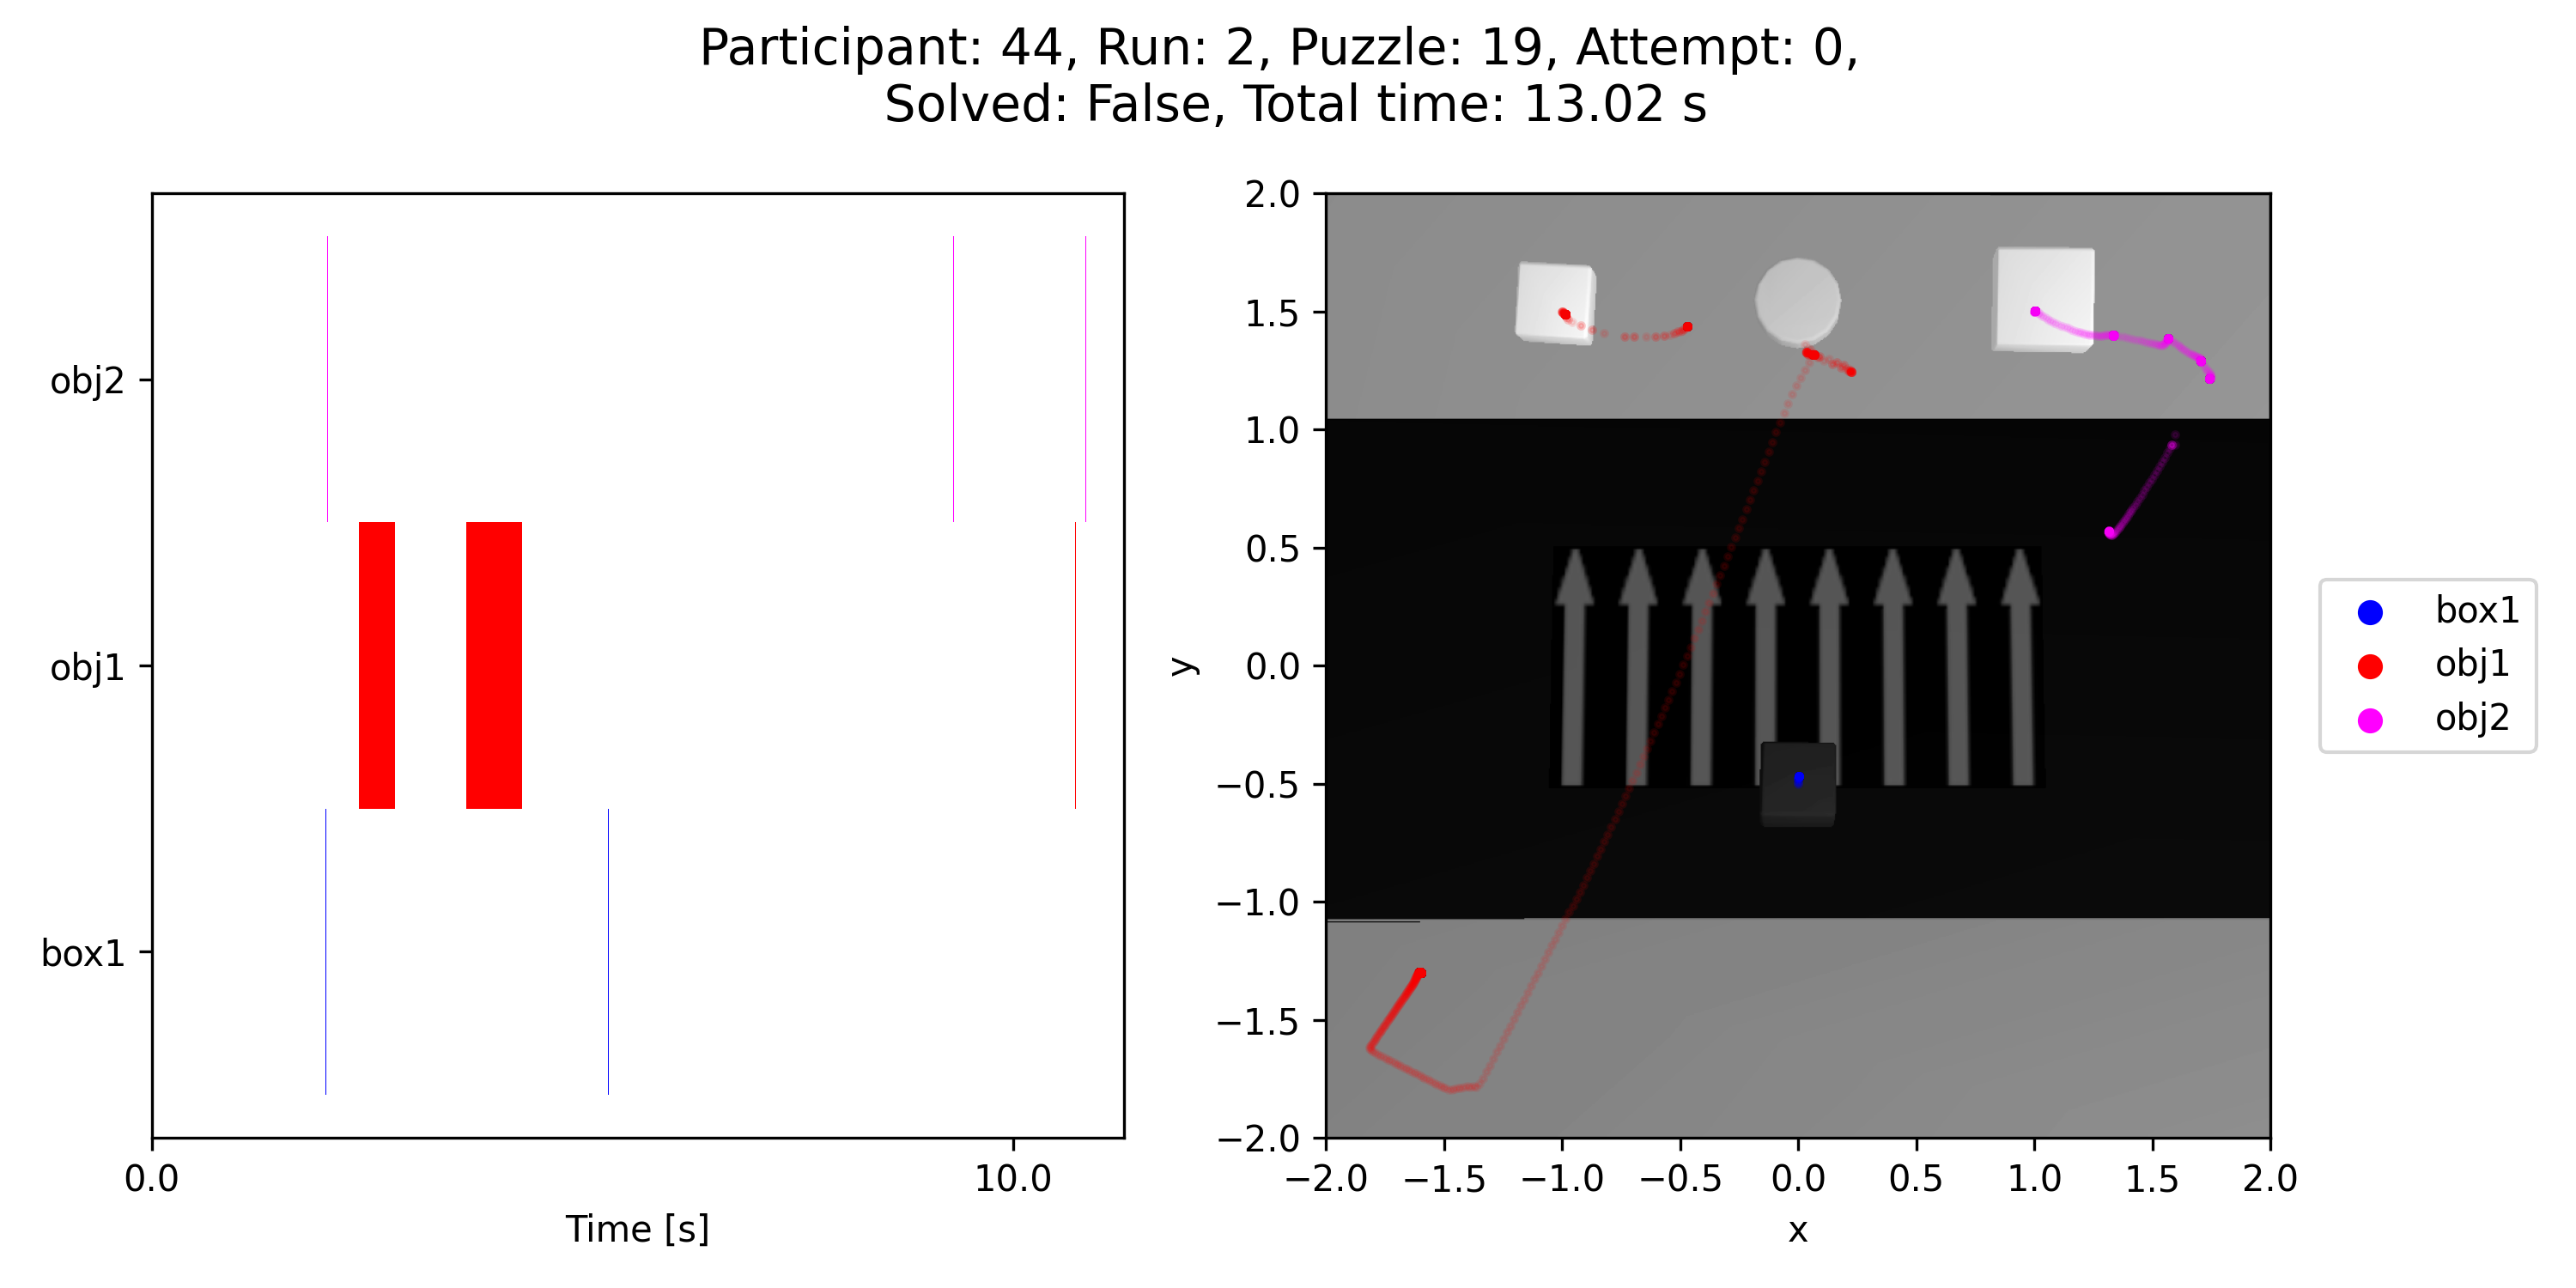 Participant: 44, Run: 2, Puzzle: 19, Attempt: 0,
Solved: False, Total time: 13.02 s
obj2
obj1
box1
0.0
10.0
Time [s]
2.0
1.5
1.0
0.5
0.0
−0.5
−1.0
−1.5
−2.0
y
−2.0
−1.5
−1.0
−0.5
0.0
0.5
1.0
1.5
2.0
x
box1
obj1
obj2